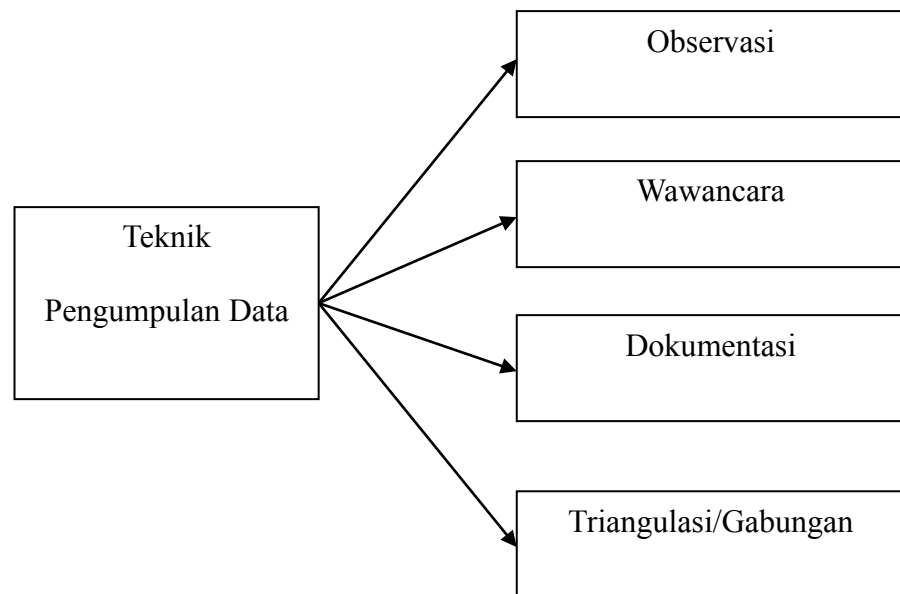 Teknik
Pengumpulan Data
Observasi
Wawancara
Dokumentasi
Triangulasi/Gabungan